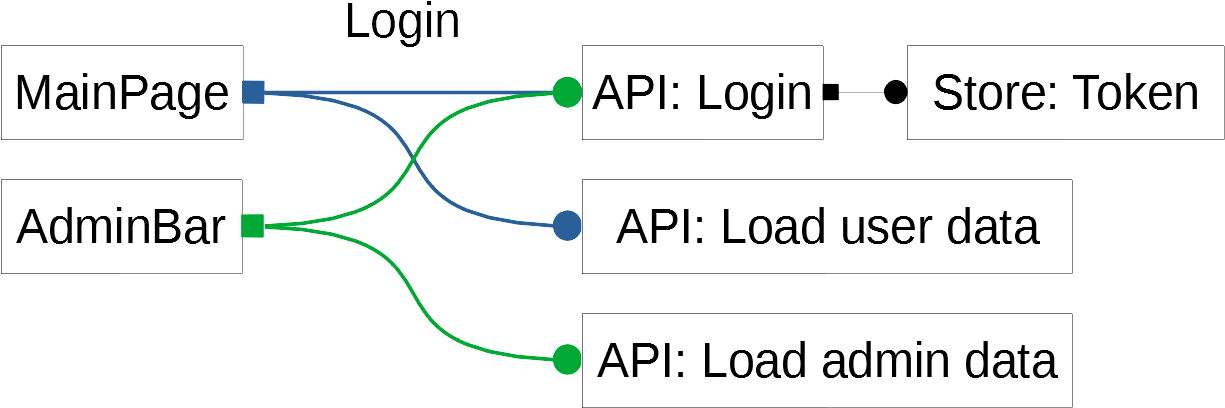 Login
MainPage
API: Login
Store: Token
AdminBar
API: Load user data
API: Load admin data